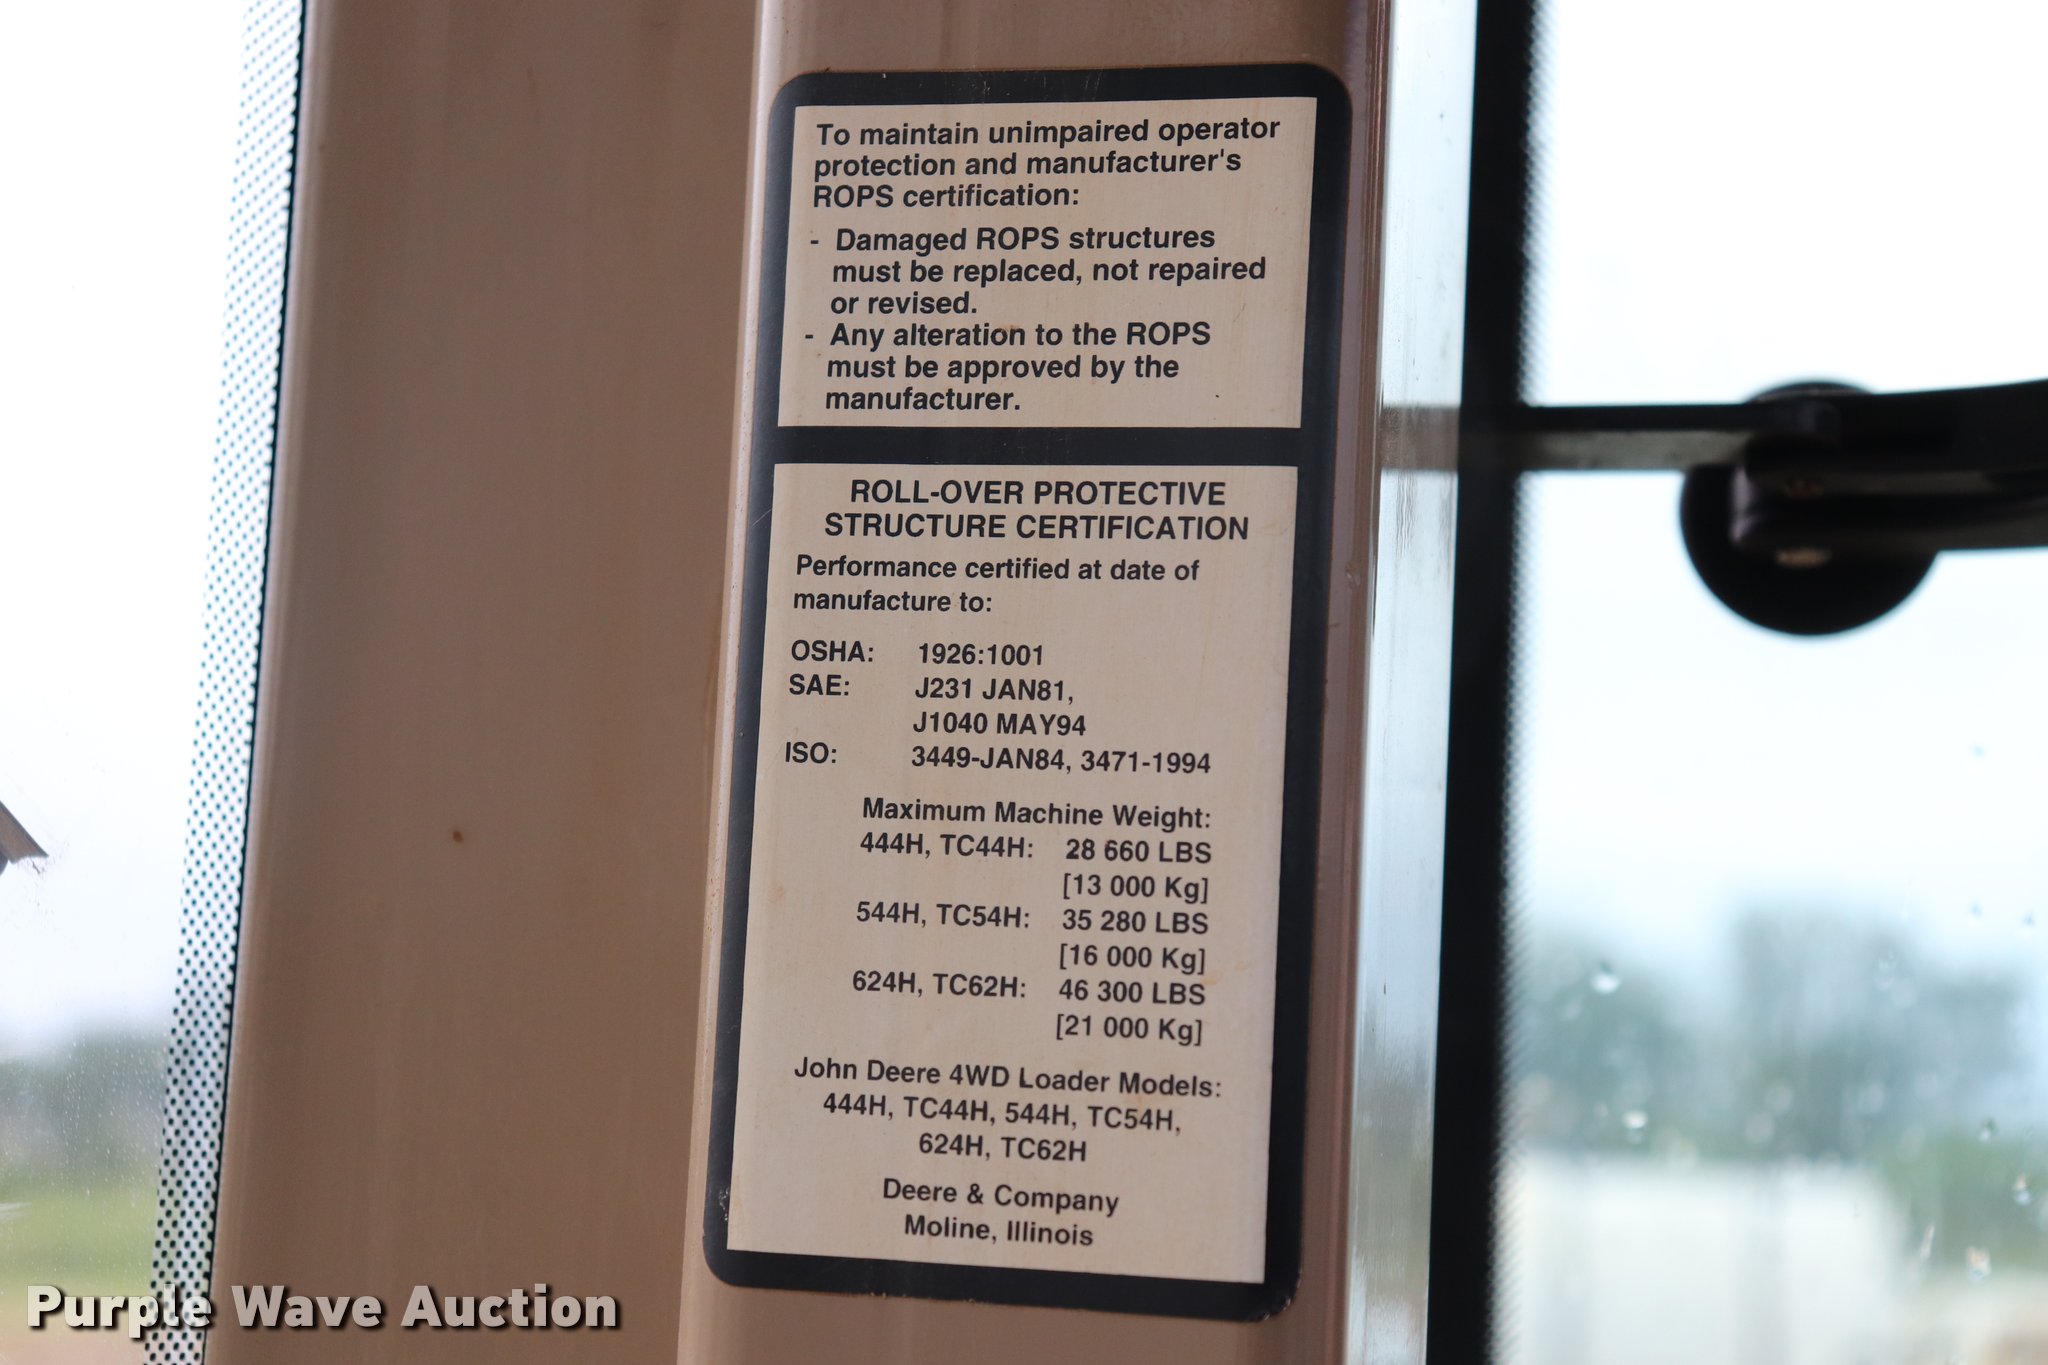 To maintain unimpaired operator
protection and manufacturer's
ROPS certification:
- Damaged ROPS structures
must be replaced, not repaired
or revised.
- Any alteration to the ROPS
must be approved by the
manufacturer.
ROLL-OVER PROTECTIVE
STRUCTURE CERTIFICATION
Performance certified at date of
manufacture to:
OSHA: 1926:1001
SAE: J231 JAN81,
J1040 MAY94
ISO: 3449-JAN84, 3471-1994
Maximum Machine Weight:
444H, TC44H: 28 660 LBS
[13 000 Kg]
544H, TC54H: 35 280 LBS
[16 000 Kg]
624H, TC62H: 46 300 LBS
[21 000 Kg]
John Deere 4WD Loader Models:
444H, TC44H, 544H, TC54H,
624H, TC62H
Deere & Company
Moline, Illinois
Purple Wave Auction